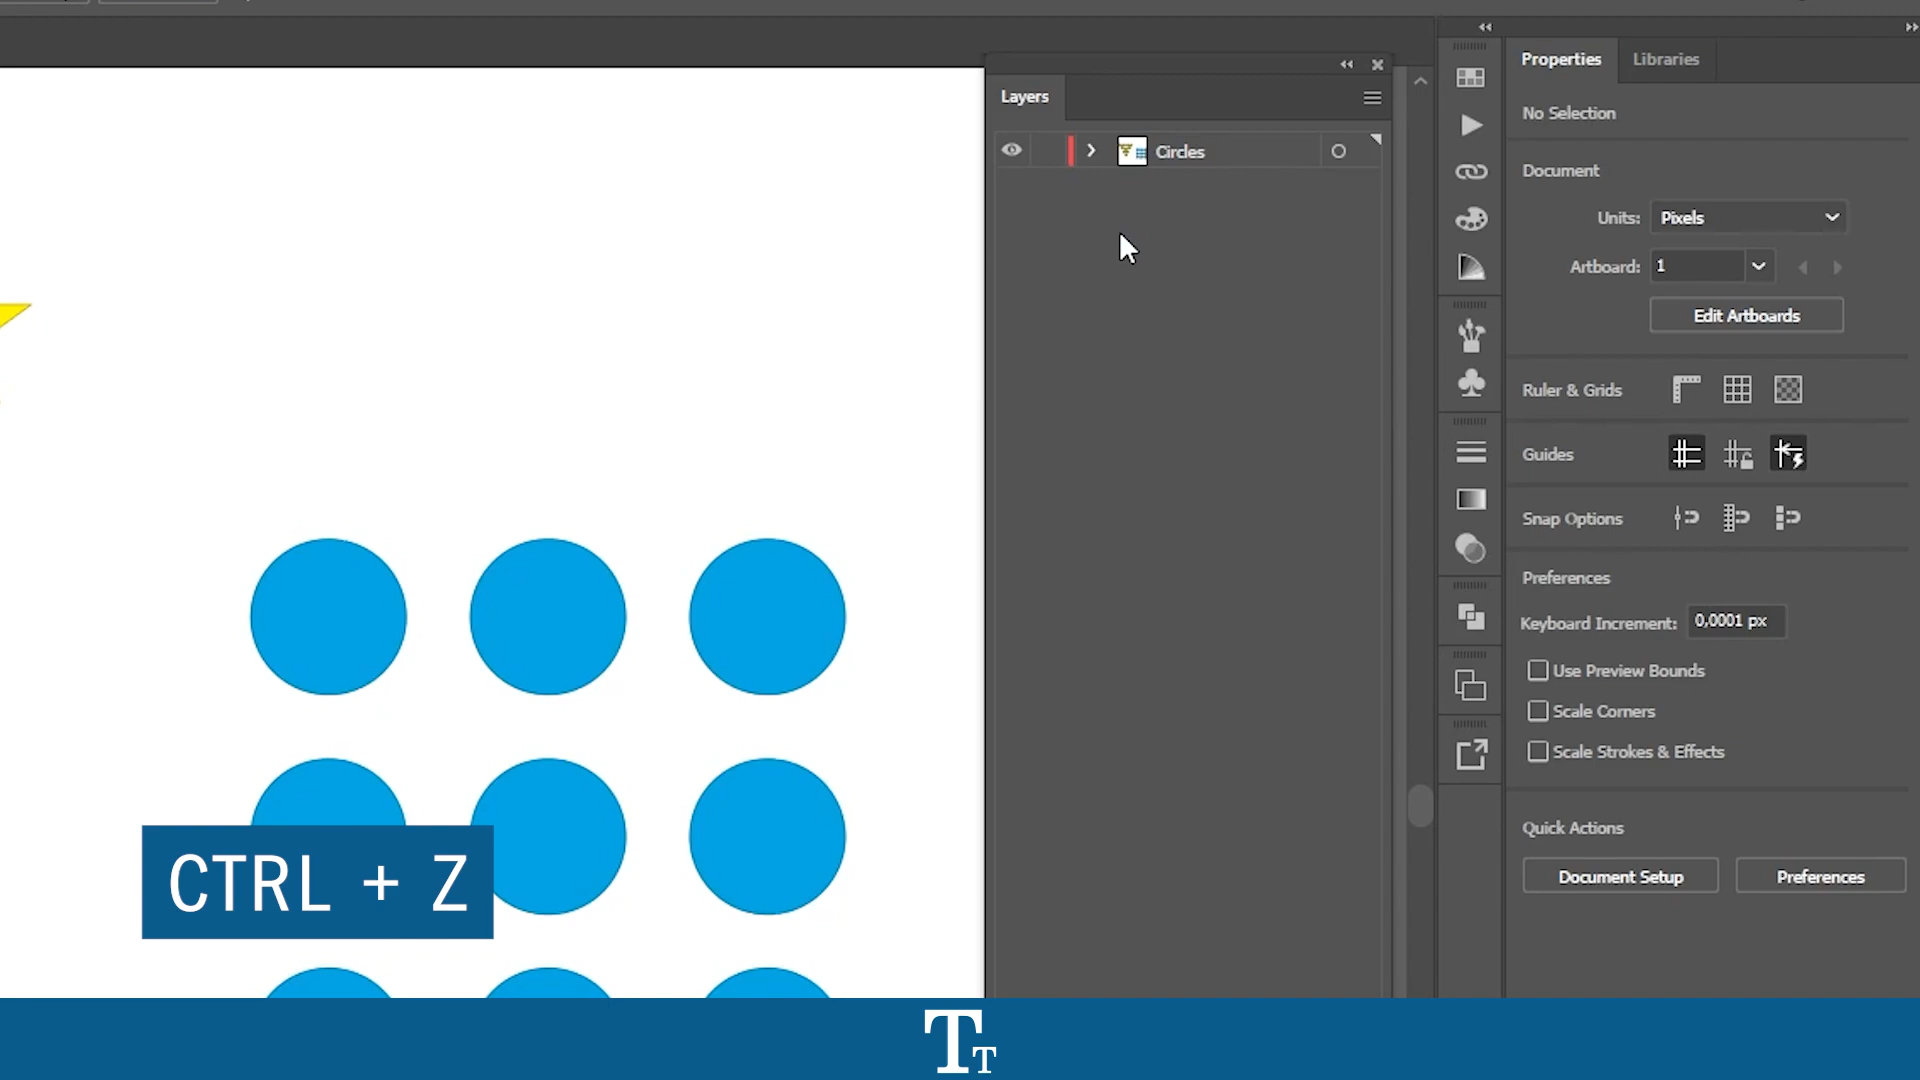 Properties
Libraries
Layers
No Selection
Circles
Document
Units: Pixels
Artboard: 1
Edit Artboards
Ruler & Grids
Guides
Snap Options
Preferences
Keyboard Increment: 0,0001 px
Use Preview Bounds
Scale Corners
Scale Strokes & Effects
Quick Actions
Document Setup
Preferences
CTRL + Z
TT